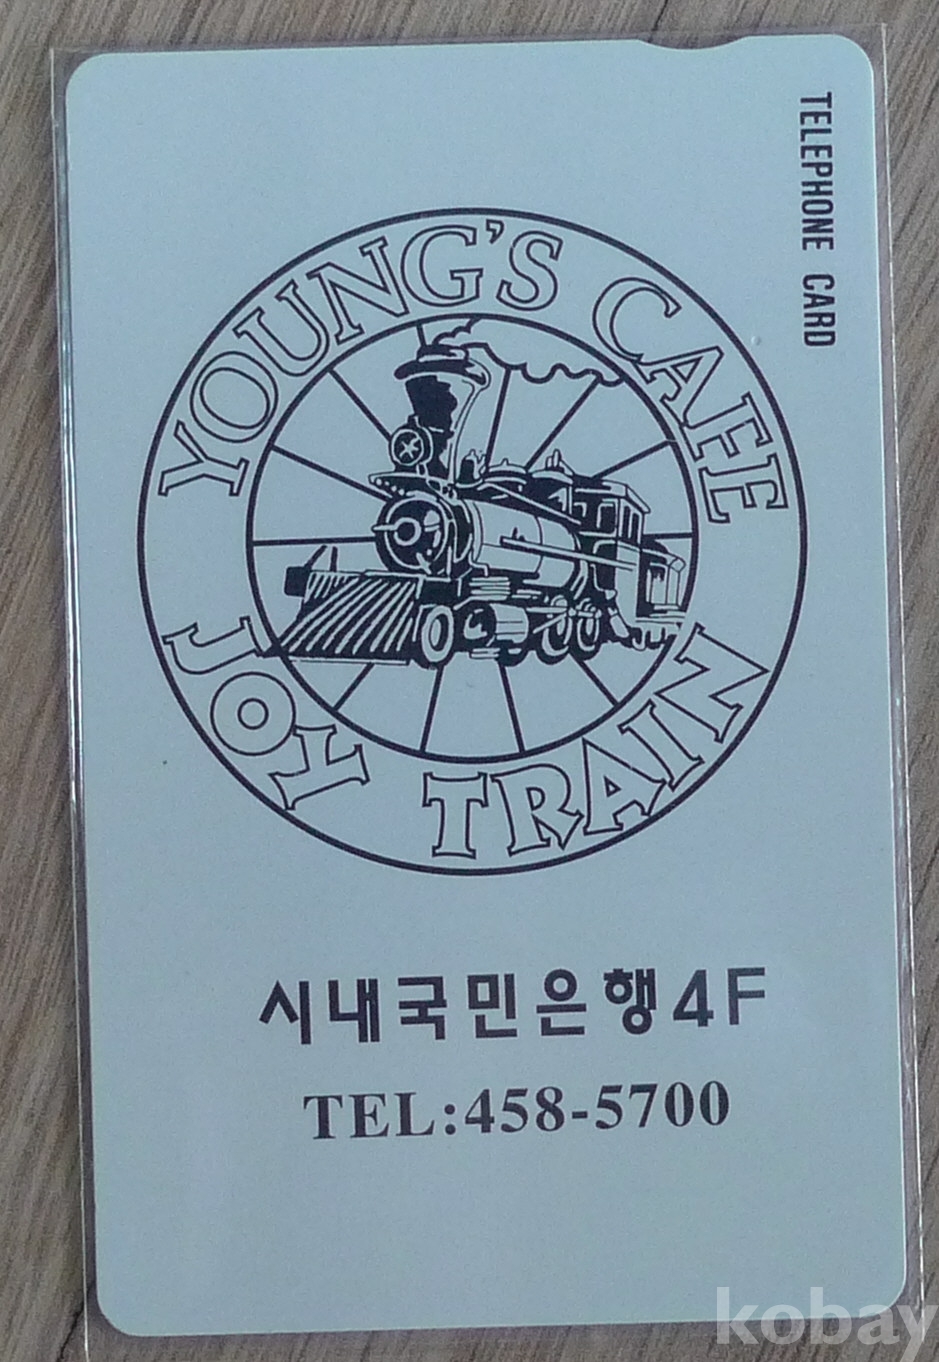 TELEPHONE CARD
YOUNG'S CAFE
JOY TRAIN
시내국민은행4F
TEL:458-5700
kobay